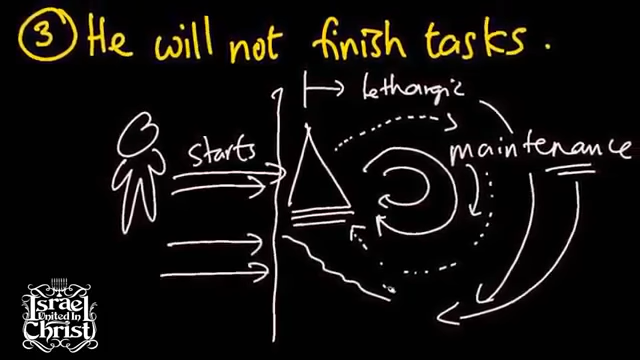 ③ He will not finish tasks.
lethargic
starts
maintenance
IsraeL
United In
Christ